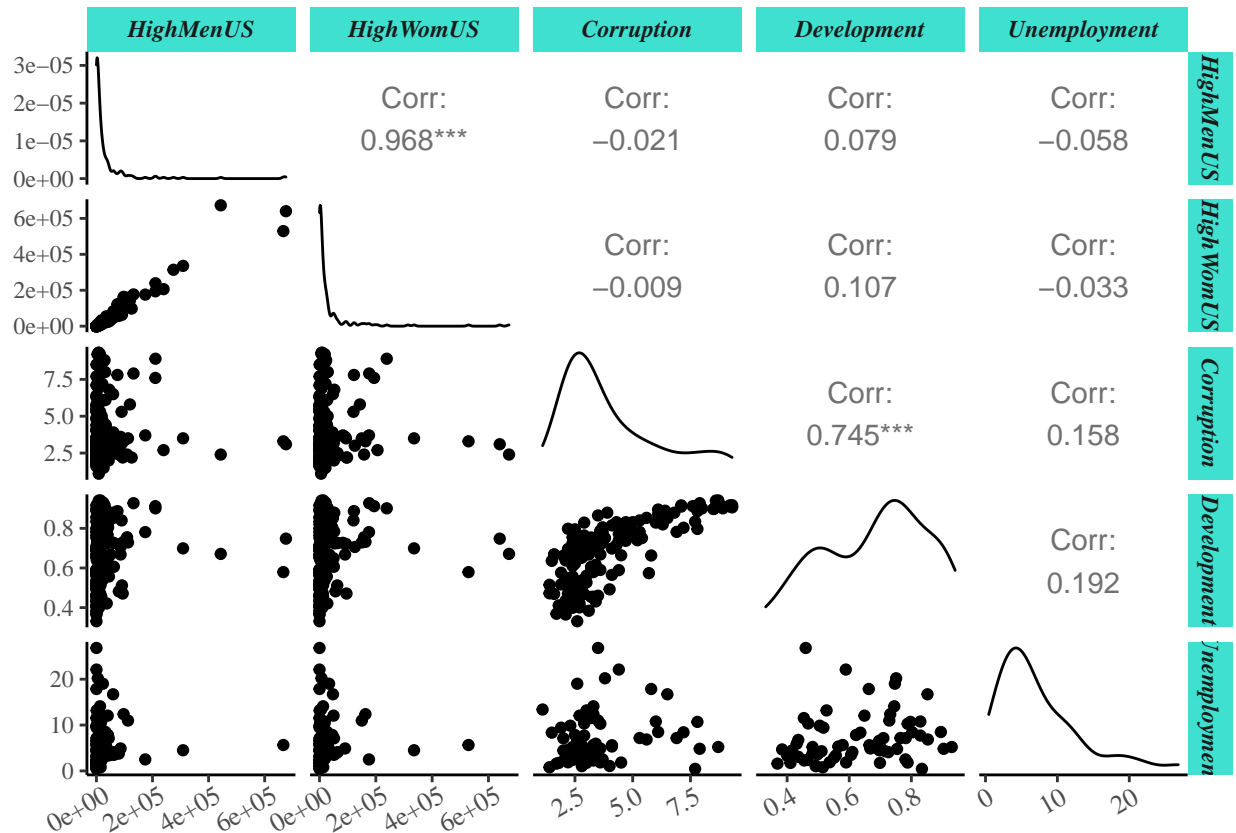 HighMenUS HighWomUS Corruption Development Unemployment
3e−05
2e−05
1e−05
0e+00
Corr:
0.968***
Corr:
−0.021
Corr:
0.079
Corr:
−0.058
HighMenUS
6e+05
4e+05
2e+05
0e+00
Corr:
−0.009
Corr:
0.107
Corr:
−0.033
HighWomUS
7.5
5.0
2.5
Corr:
0.745***
Corr:
0.158
Corruption
0.8
0.6
0.4
Corr:
0.192
Development
20
10
0
Unemployment
0e+00 2e+05 4e+05 6e+05
0e+00 2e+05 4e+05 6e+05
2.5 5.0 7.5
0.4 0.6 0.8
0 10 20